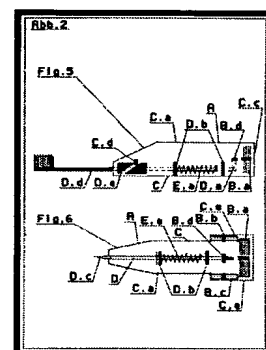 Abb.2
Fig.5
C.a D.b A B.d C.c
C.d
D.d D.e C E.a D.a B.a
Fig.6 A E.a B.d C B.b C.e B.a
D.c D C.a D.b B.c C.e